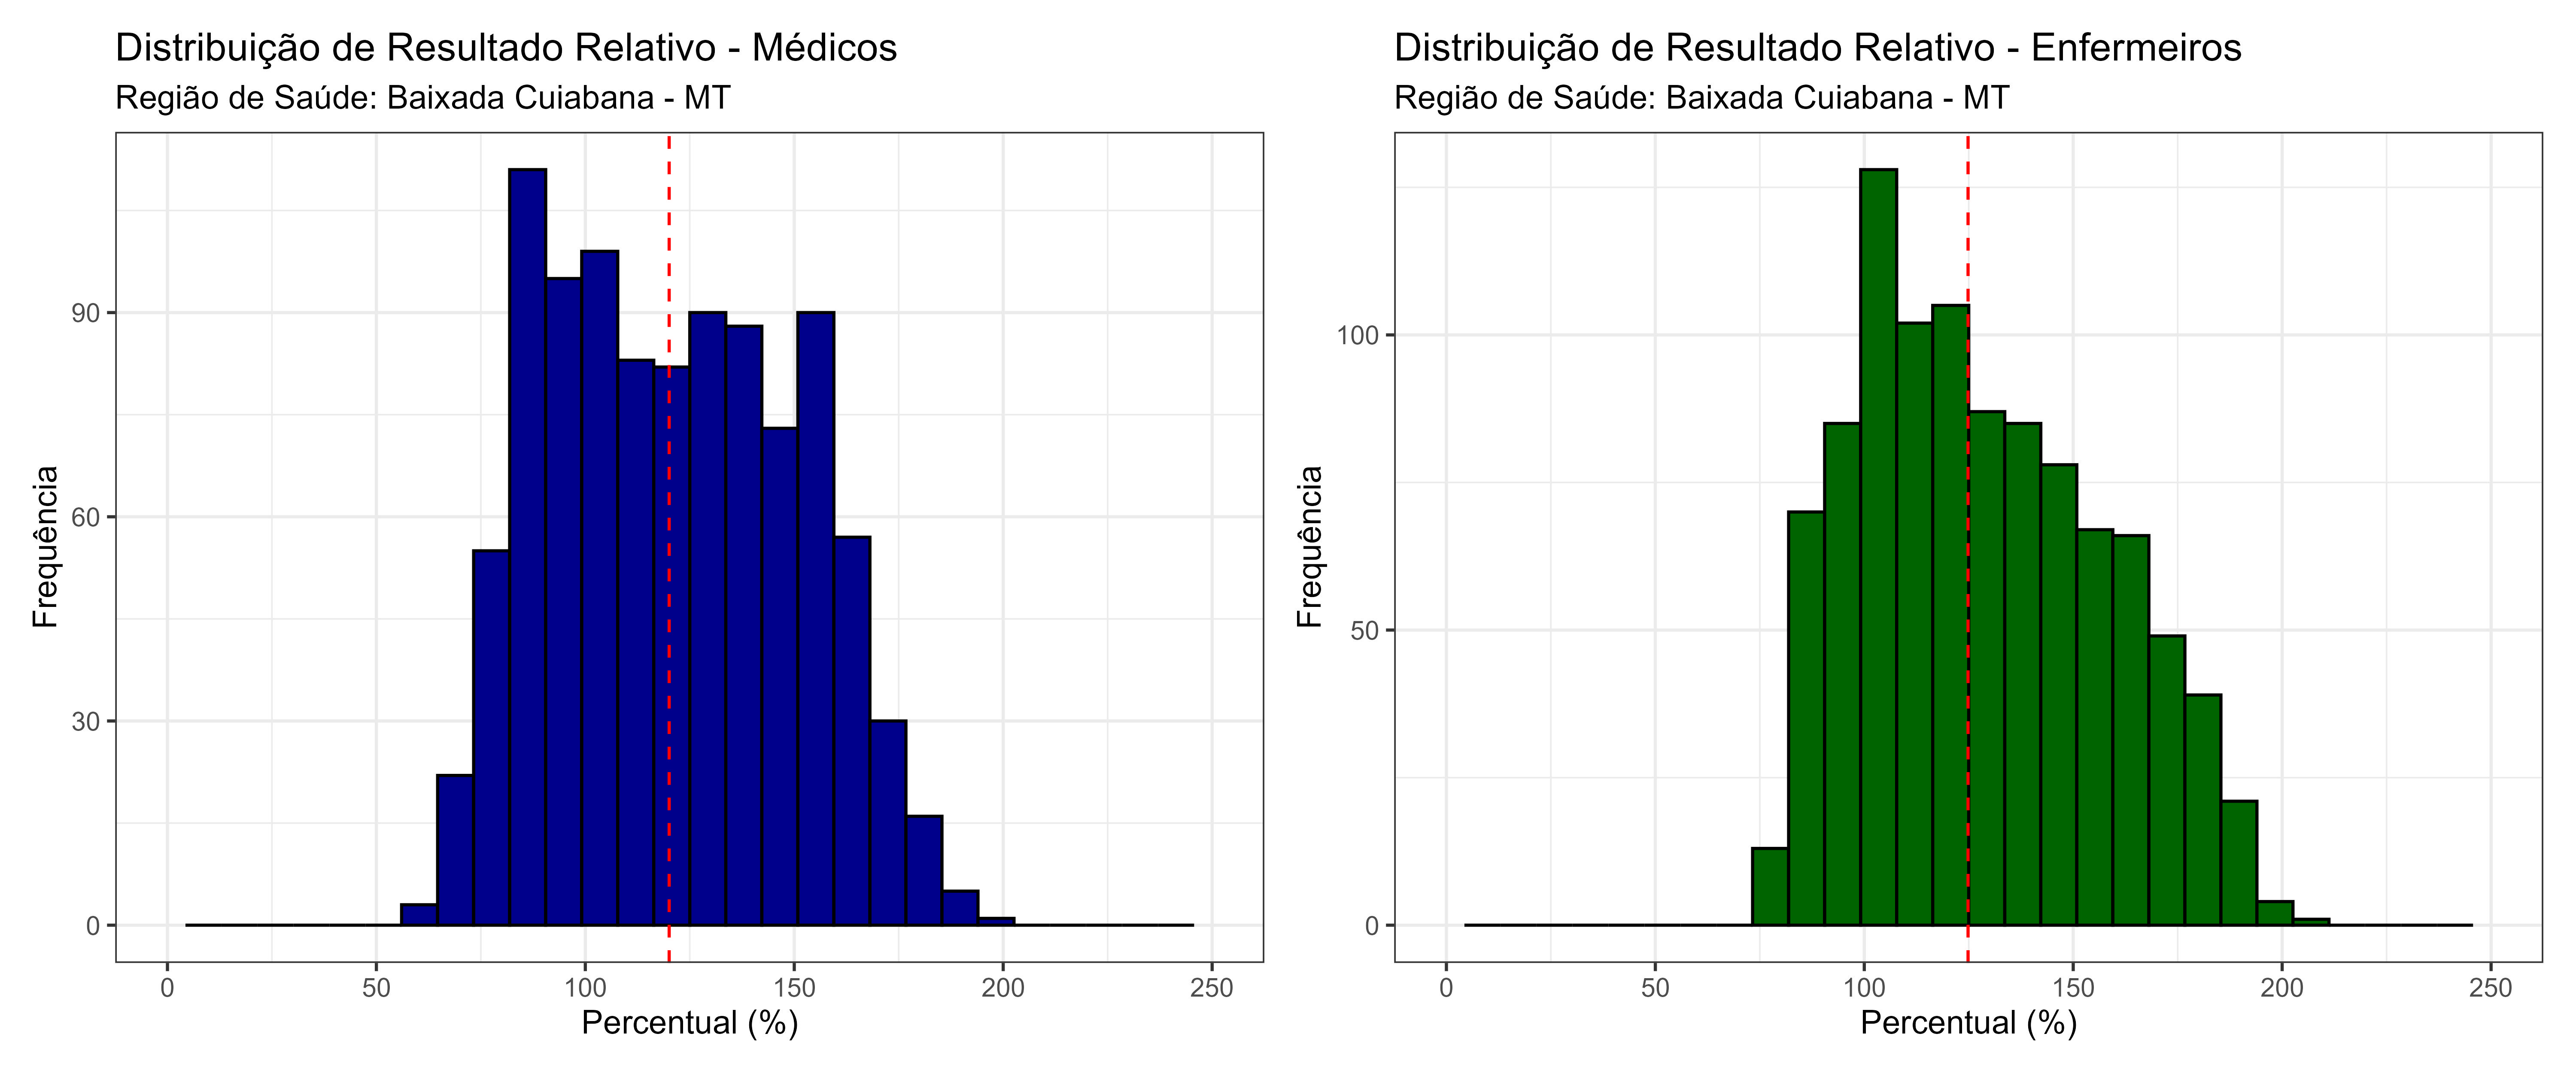 Distribuição de Resultado Relativo - Médicos
Região de Saúde: Baixada Cuiabana - MT
Frequência
90
60
30
0
0 50 100 150 200 250
Percentual (%)
Distribuição de Resultado Relativo - Enfermeiros
Região de Saúde: Baixada Cuiabana - MT
Frequência
100
50
0
0 50 100 150 200 250
Percentual (%)